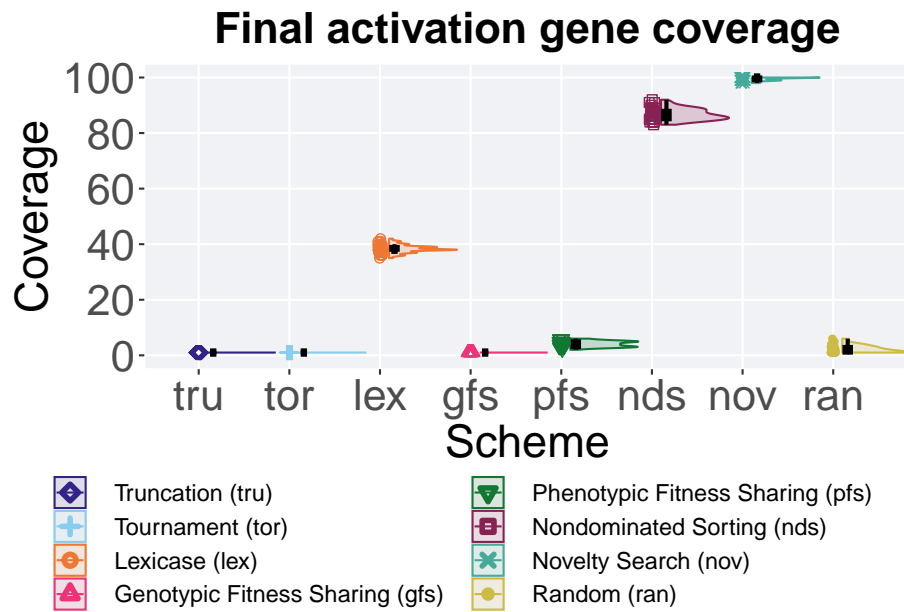 Final activation gene coverage
Coverage
100
80
60
40
20
0
tru tor lex gfs pfs nds nov ran
Scheme
Truncation (tru)
Tournament (tor)
Lexicase (lex)
Genotypic Fitness Sharing (gfs)
Phenotypic Fitness Sharing (pfs)
Nondominated Sorting (nds)
Novelty Search (nov)
Random (ran)